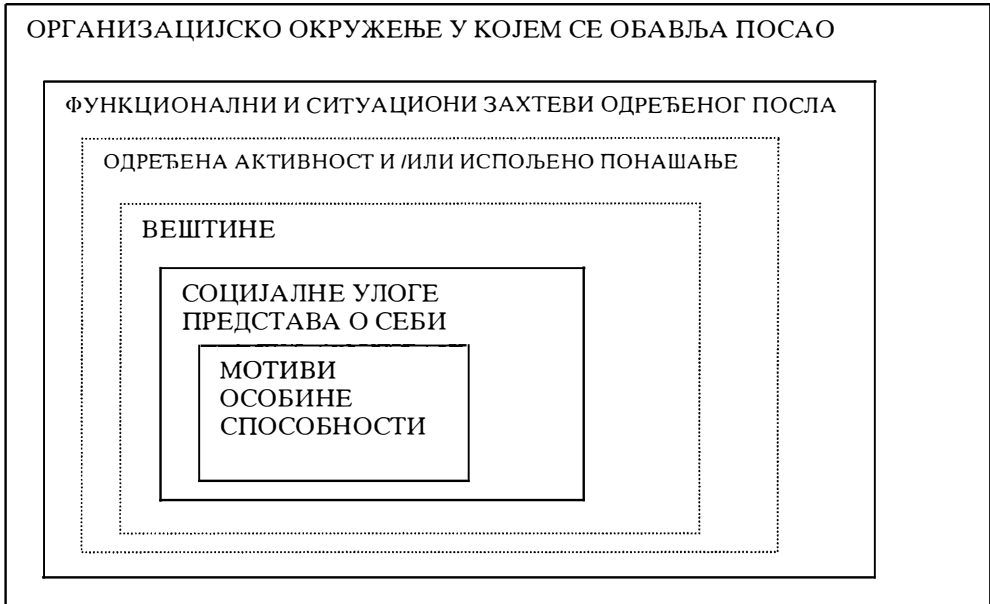 ОРГАНИЗАЦИЈСКО ОКРУЖЕЊЕ У КОЈЕМ СЕ ОБАВЉА ПОСАО
ФУНКЦИОНАЛНИ И СИТУАЦИОНИ ЗАХТЕВИ ОДРЕЂЕНОГ ПОСЛА
ОДРЕЂЕНА АКТИВНОСТ И /ИЛИ ИСПОЉЕНО ПОНАШАЊЕ
ВЕШТИНЕ
СОЦИЈАЛНЕ УЛОГЕ
ПРЕДСТАВА О СЕБИ
МОТИВИ
ОСОБИНЕ
СПОСОБНОСТИ